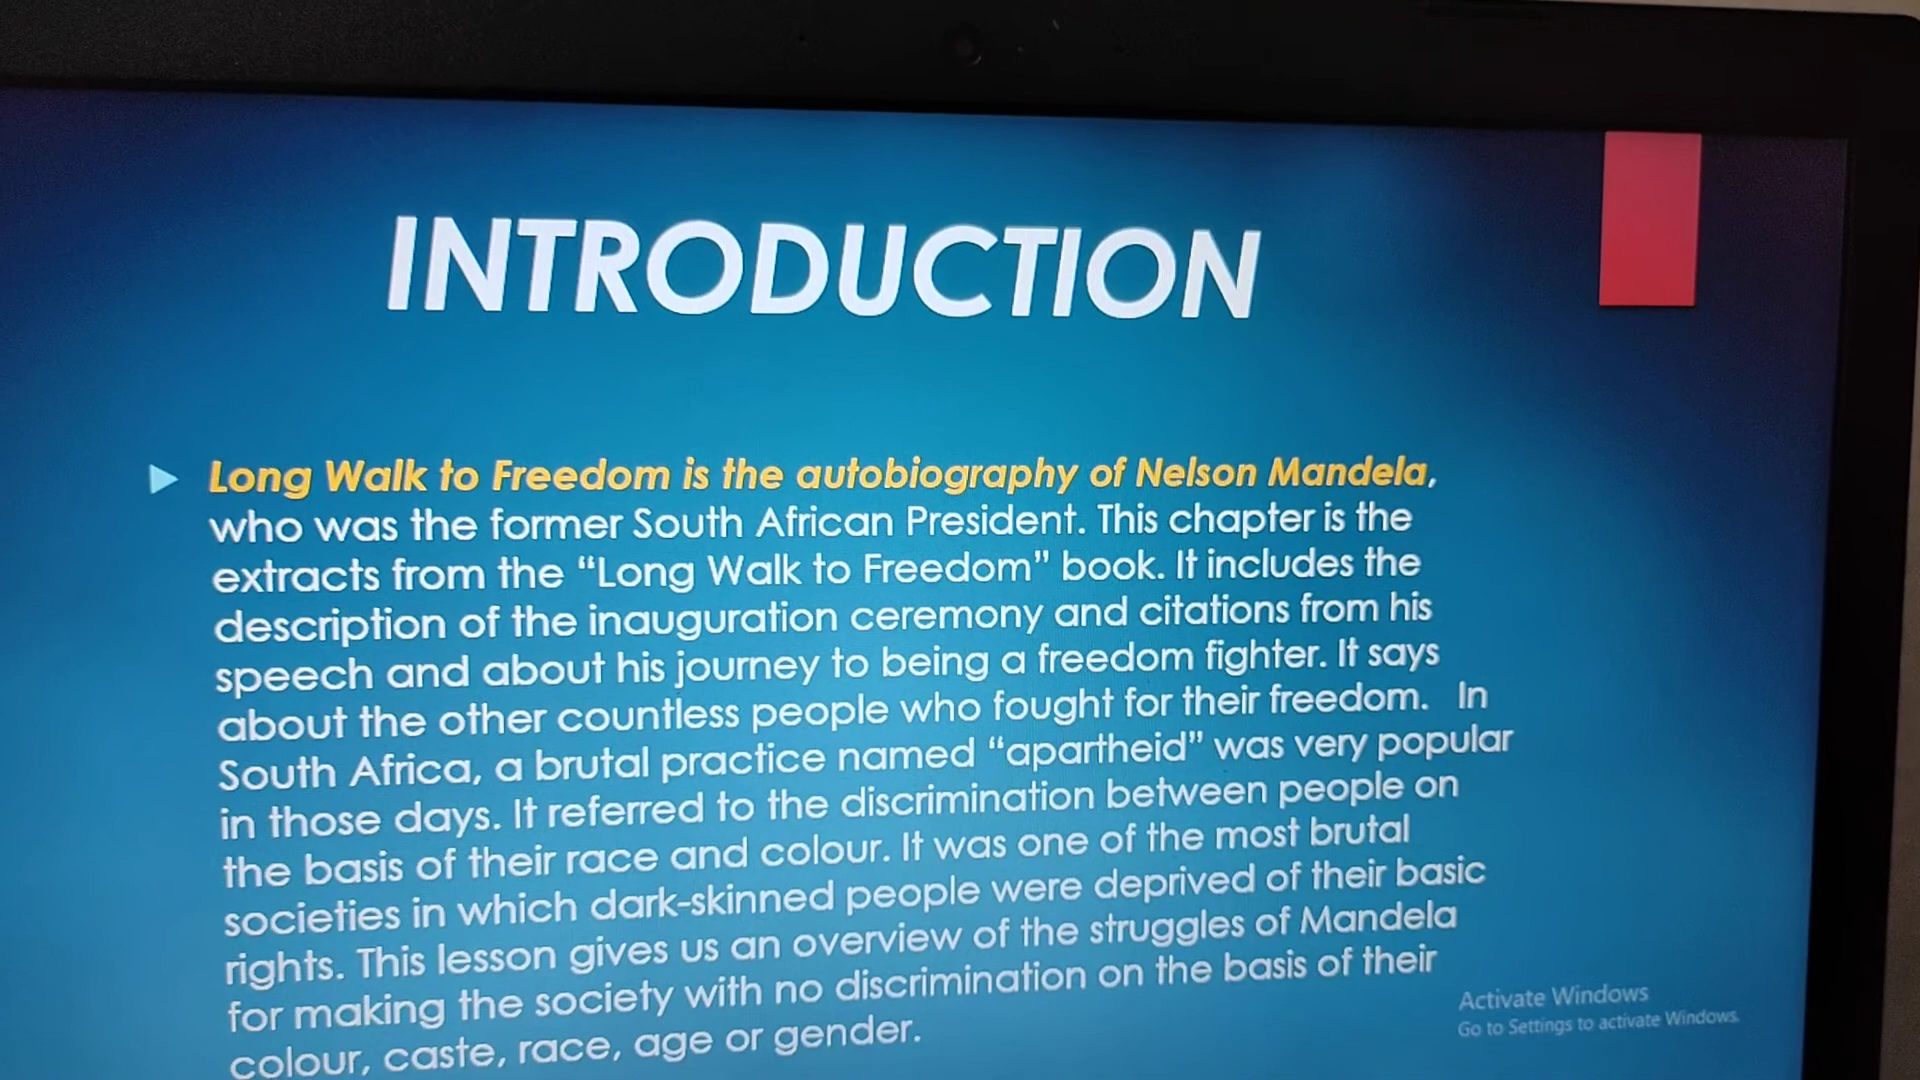 INTRODUCTION
Long Walk to Freedom is the autobiography of Nelson Mandela,
who was the former South African President. This chapter is the
extracts from the “Long Walk to Freedom” book. It includes the
description of the inauguration ceremony and citations from his
speech and about his journey to being a freedom fighter. It says
about the other countless people who fought for their freedom. In
South Africa, a brutal practice named “apartheid” was very popular
in those days. It referred to the discrimination between people on
the basis of their race and colour. It was one of the most brutal
societies in which dark-skinned people were deprived of their basic
rights. This lesson gives us an overview of the struggles of Mandela
for making the society with no discrimination on the basis of their
colour, caste, race, age or gender.
Activate Windows
Go to Settings to activate Windows.